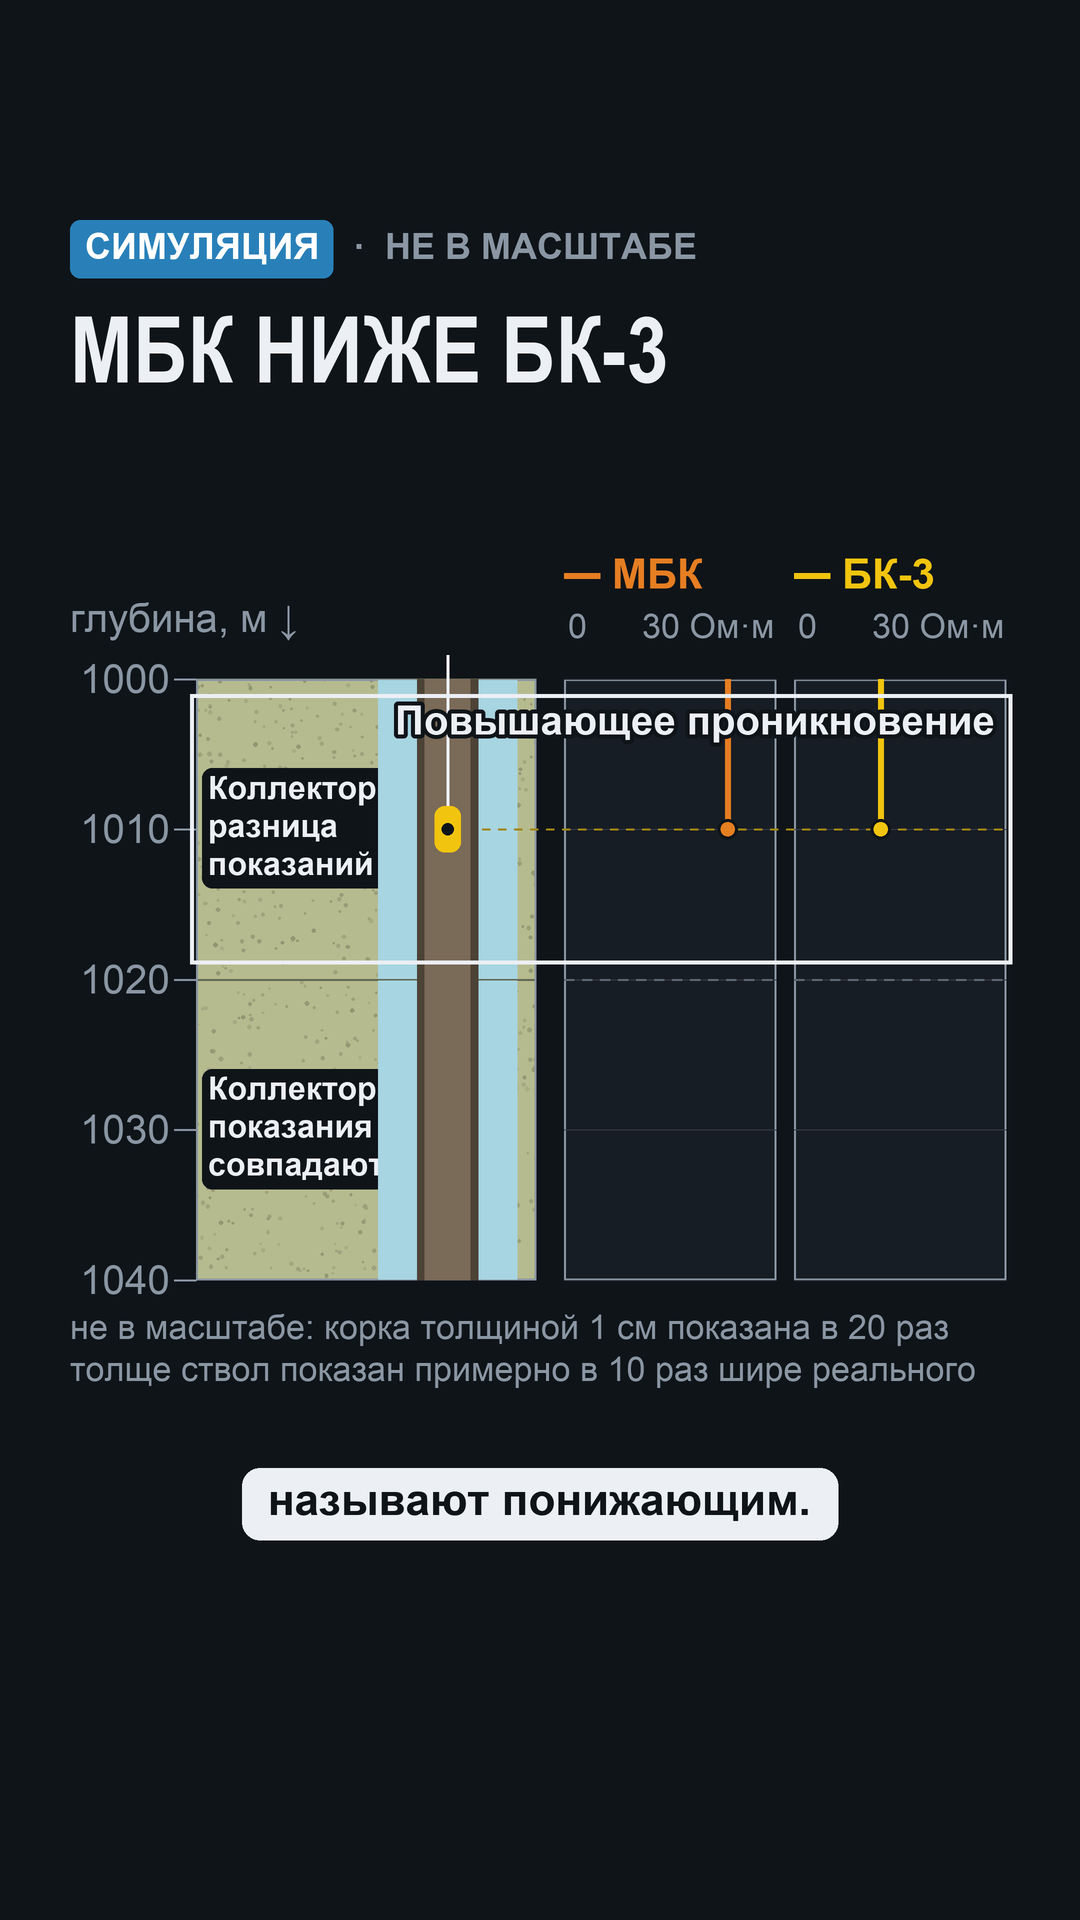 СИМУЛЯЦИЯ · НЕ В МАСШТАБЕ
МБК НИЖЕ БК-3
МБК БК-3
глубина, м ↓
0 30 Ом·м 0 30 Ом·м
1000
Повышающее проникновение
Коллектор
разница
показаний
1010
1020
Коллектор
показания
совпадают
1030
1040
не в масштабе: корка толщиной 1 см показана в 20 раз
толще ствол показан примерно в 10 раз шире реального
называют понижающим.